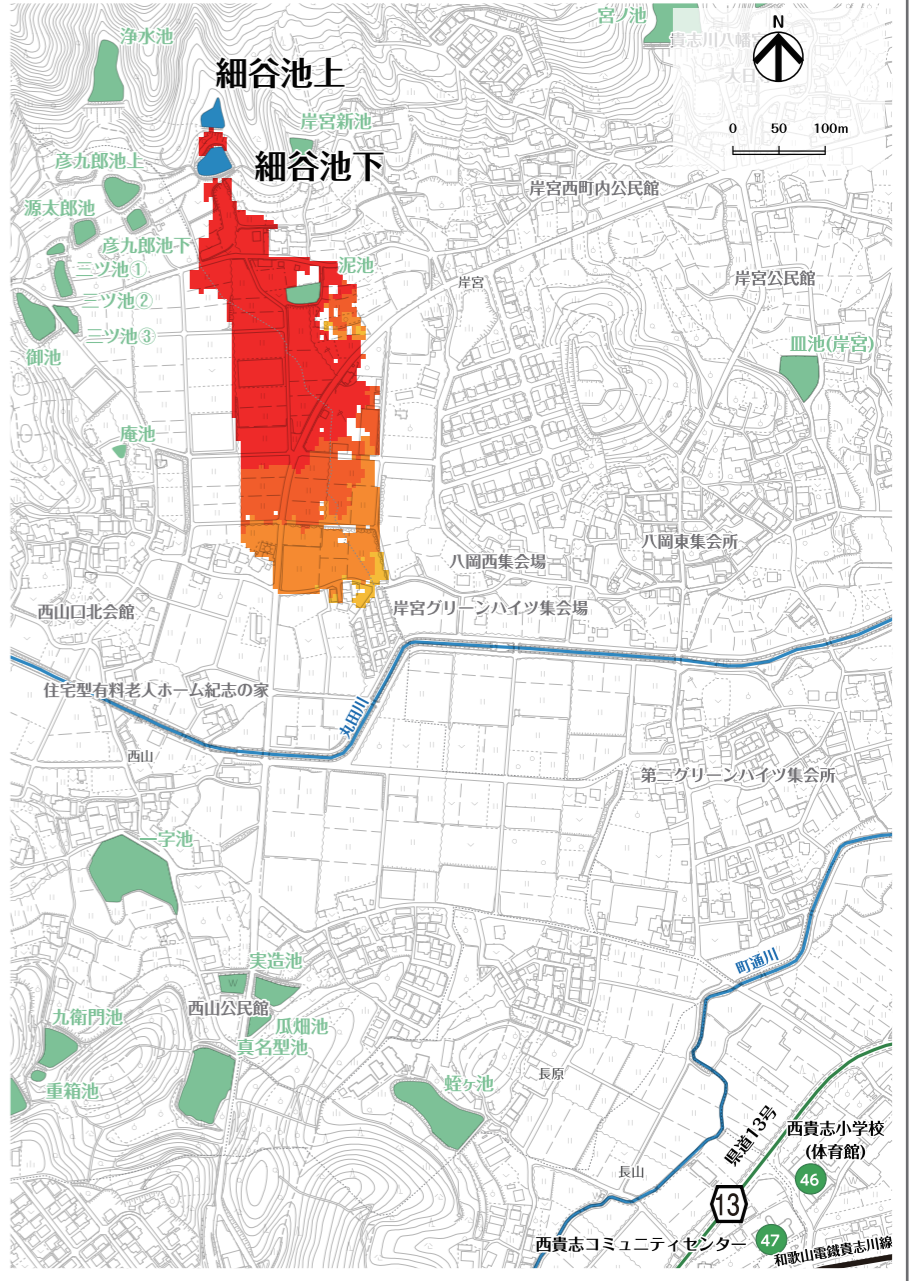 宮ノ池
N
貴志川八幡宮
大日
浄水池
細谷池上
岸宮新池
0 50 100m
彦九郎池上
細谷池下
岸宮西町内公民館
源太郎池
彦九郎池下
三ツ池1
泥池
岸宮
岸宮公民館
三ツ池2
三ツ池3
御池
皿池(岸宮)
庵池
八岡東集会所
八岡西集会場
西山口北会館
岸宮グリーンハイツ集会場
住宅型有料老人ホーム紀志の家
丸田川
西山
第二グリーンハイツ集会所
一字池
実造池
町通川
W
西山公民館
九衛門池
瓜畑池
真名型池
重箱池
蛭ヶ池
長原
県道13号
西貴志小学校
(体育館)
46
長山
13
西貴志コミュニティセンター
47
和歌山電鐵貴志川線